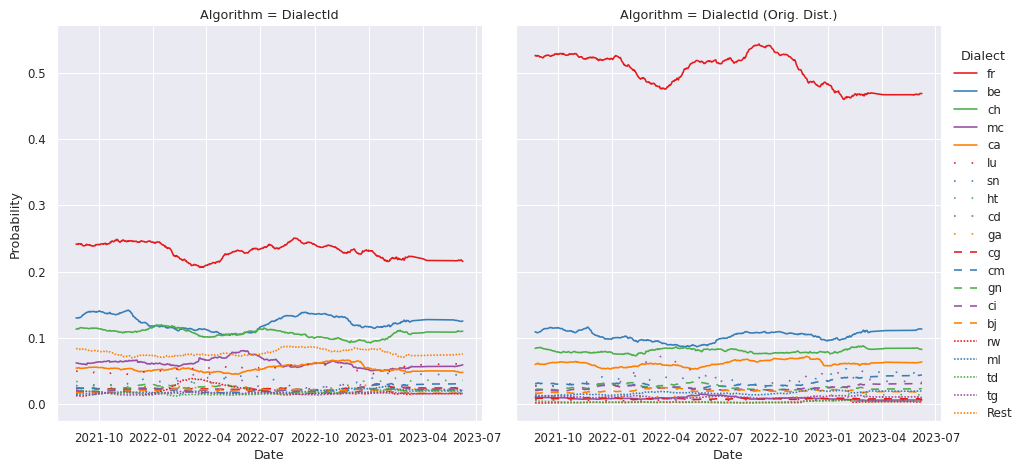 Algorithm = DialectId
Algorithm = DialectId (Orig. Dist.)
Probability
0.5
0.4
0.3
0.2
0.1
0.0
2021-10 2022-01 2022-04 2022-07 2022-10 2023-01 2023-04 2023-07
Date
2021-10 2022-01 2022-04 2022-07 2022-10 2023-01 2023-04 2023-07
Date
Dialect
fr
be
ch
mc
ca
lu
sn
ht
cd
ga
cg
cm
gn
ci
bj
rw
ml
td
tg
Rest